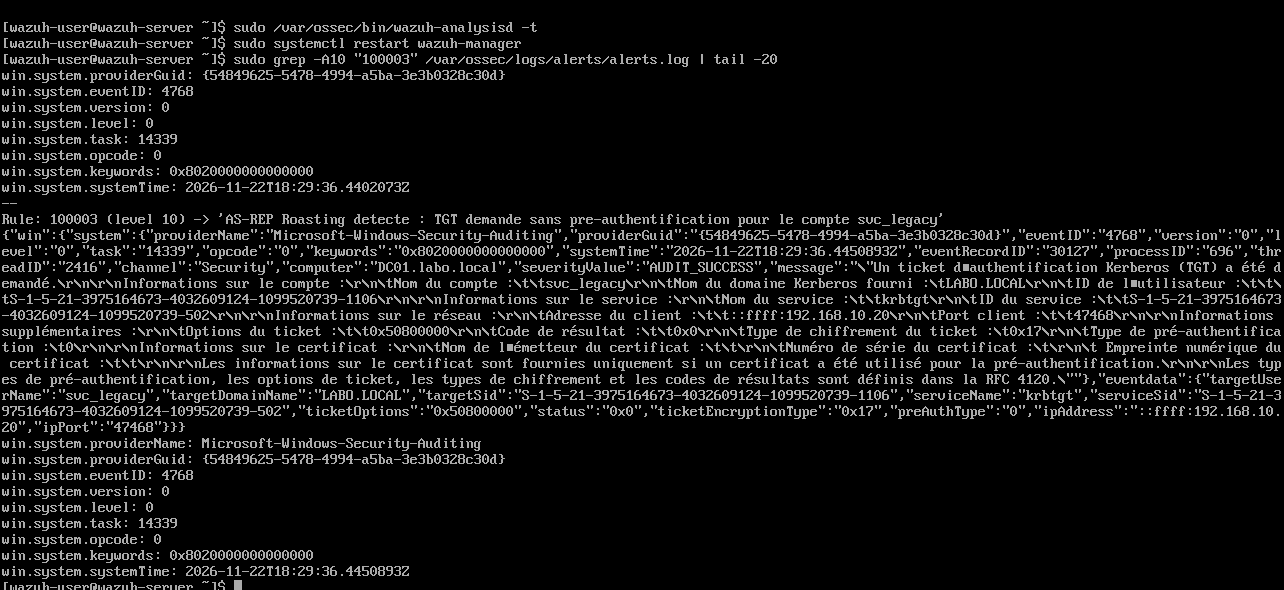 [wazuh-user@wazuh-server ~]$ sudo /var/ossec/bin/wazuh-analysisd -t
[wazuh-user@wazuh-server ~]$ sudo systemctl restart wazuh-manager
[wazuh-user@wazuh-server ~]$ sudo grep -A10 "100003" /var/ossec/logs/alerts/alerts.log | tail -20
win.system.providerGuid: {54849625-5478-4994-a5ba-3e3b0328c30d}
win.system.eventID: 4768
win.system.version: 0
win.system.level: 0
win.system.task: 14339
win.system.opcode: 0
win.system.keywords: 0x8020000000000000
win.system.systemTime: 2026-11-22T18:29:36.4402073Z
--
Rule: 100003 (level 10) -> 'AS-REP Roasting detecte : TGT demande sans pre-authentification pour le compte svc_legacy'
{"win":{"system":{"providerName":"Microsoft-Windows-Security-Auditing","providerGuid":"{54849625-5478-4994-a5ba-3e3b0328c30d}","eventID":"4768","version":"0","l
evel":"0","task":"14339","opcode":"0","keywords":"0x8020000000000000","systemTime":"2026-11-22T18:29:36.4450893Z","eventRecordID":"30127","processID":"696","thr
eadID":"2416","channel":"Security","computer":"DC01.labo.local","severityValue":"AUDIT_SUCCESS","message":"\"Un ticket d■authentification Kerberos (TGT) a été d
emandé.\r\n\r\nInformations sur le compte :\r\n\tNom du compte :\t\tsvc_legacy\r\n\tNom du domaine Kerberos fourni :\tLABO.LOCAL\r\n\tID de l■utilisateur :\t\t\
tS-1-5-21-3975164673-4032609124-1099520739-1106\r\n\r\nInformations sur le service :\r\n\tNom du service :\t\tkrbtgt\r\n\tID du service :\t\tS-1-5-21-3975164673
-4032609124-1099520739-502\r\n\r\nInformations sur le réseau :\r\n\tAdresse du client :\t\t::ffff:192.168.10.20\r\n\tPort client :\t\t47468\r\n\r\nInformations
supplémentaires :\r\n\tOptions du ticket :\t\t0x50800000\r\n\tCode de résultat :\t\t0x0\r\n\tType de chiffrement du ticket :\t0x17\r\n\tType de pré-authentifica
tion :\t0\r\n\r\nInformations sur le certificat :\r\n\tNom de l■émetteur du certificat :\t\t\r\n\tNuméro de série du certificat :\t\r\n\t Empreinte numérique du
 certificat :\t\t\r\n\r\nLes informations sur le certificat sont fournies uniquement si un certificat a été utilisé pour la pré-authentification.\r\n\r\nLes typ
es de pré-authentification, les options de ticket, les types de chiffrement et les codes de résultats sont définis dans la RFC 4120.\""},"eventdata":{"targetUse
rName":"svc_legacy","targetDomainName":"LABO.LOCAL","targetSid":"S-1-5-21-3975164673-4032609124-1099520739-1106","serviceName":"krbtgt","serviceSid":"S-1-5-21-3
975164673-4032609124-1099520739-502","ticketOptions":"0x50800000","status":"0x0","ticketEncryptionType":"0x17","preAuthType":"0","ipAddress":"::ffff:192.168.10.
20","ipPort":"47468"}}}
win.system.providerName: Microsoft-Windows-Security-Auditing
win.system.providerGuid: {54849625-5478-4994-a5ba-3e3b0328c30d}
win.system.eventID: 4768
win.system.version: 0
win.system.level: 0
win.system.task: 14339
win.system.opcode: 0
win.system.keywords: 0x8020000000000000
win.system.systemTime: 2026-11-22T18:29:36.4450893Z
[wazuh-user@wazuh-server ~]$